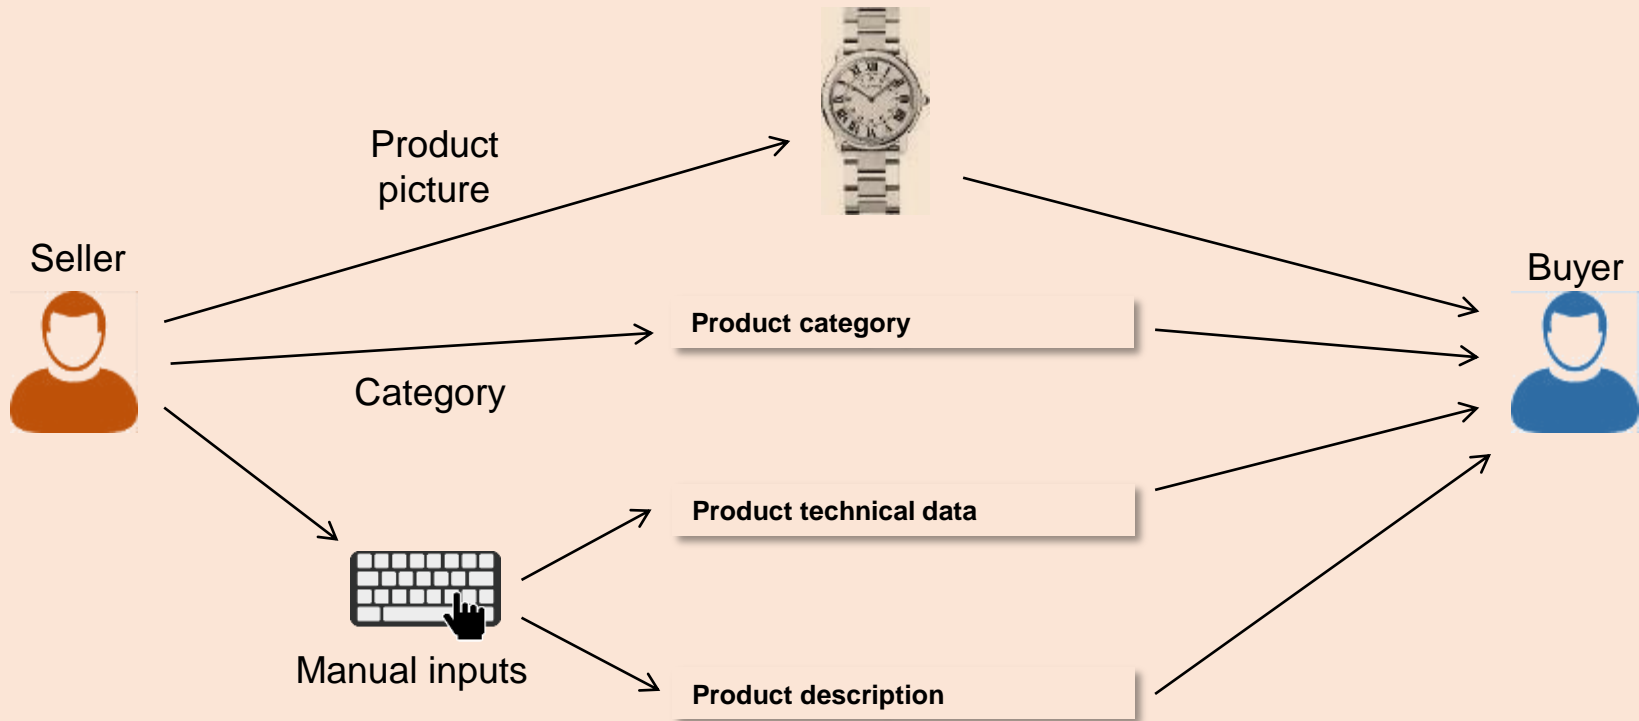 Product
picture
Seller
Buyer
Product category
Category
Product technical data
Manual inputs
Product description